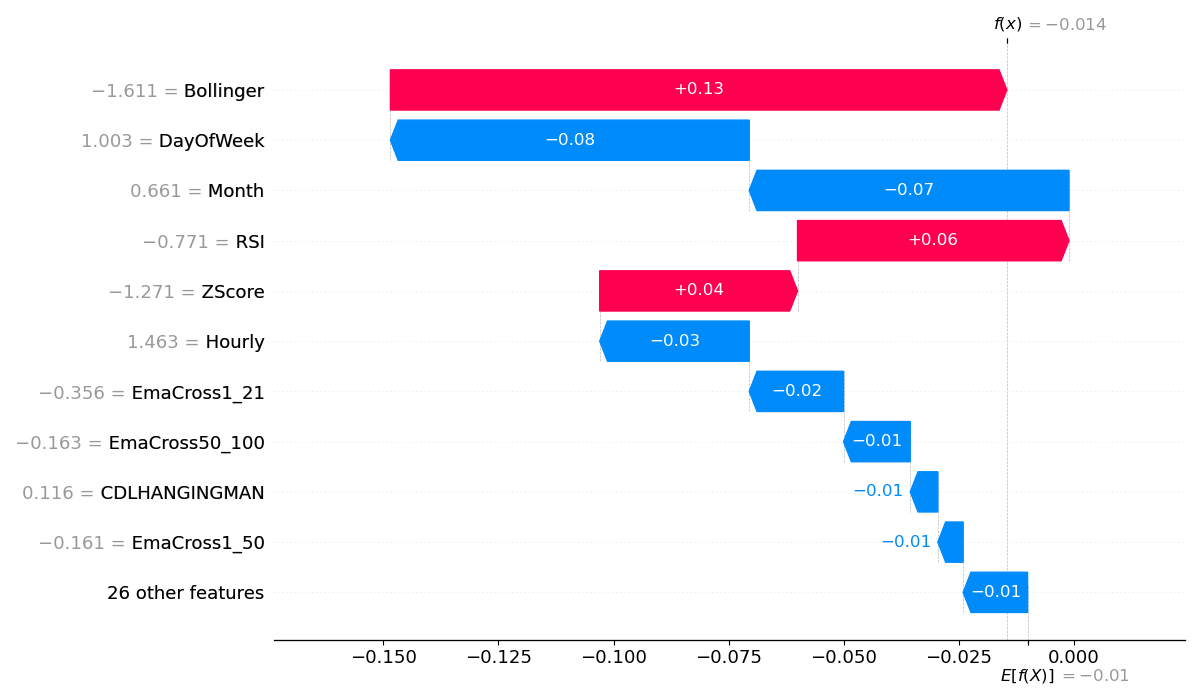 f(x) = −0.014
−1.611 = Bollinger
+0.13
1.003 = DayOfWeek
−0.08
0.661 = Month
−0.07
−0.771 = RSI
+0.06
−1.271 = ZScore
+0.04
1.463 = Hourly
−0.03
−0.356 = EmaCross1_21
−0.02
−0.163 = EmaCross50_100
−0.01
0.116 = CDLHANGINGMAN
−0.01
−0.161 = EmaCross1_50
−0.01
26 other features
−0.01
−0.150 −0.125 −0.100 −0.075 −0.050 −0.025 0.000
E[f(X)] = −0.01